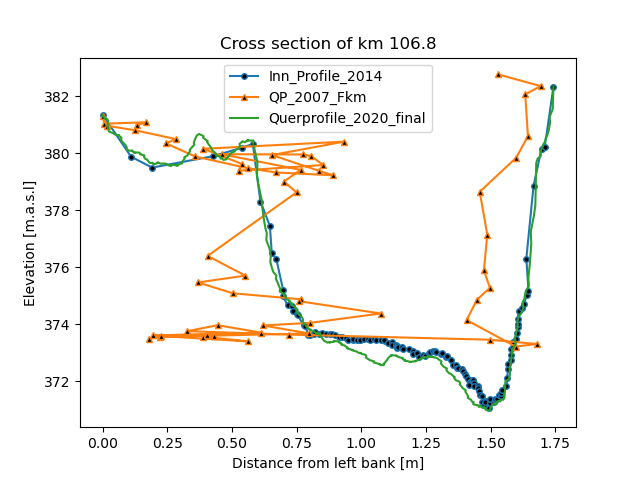 Cross section of km 106.8
Inn_Profile_2014
QP_2007_Fkm
Querprofile_2020_final
Elevation [m.a.s.l]
382
380
378
376
374
372
0.00 0.25 0.50 0.75 1.00 1.25 1.50 1.75
Distance from left bank [m]